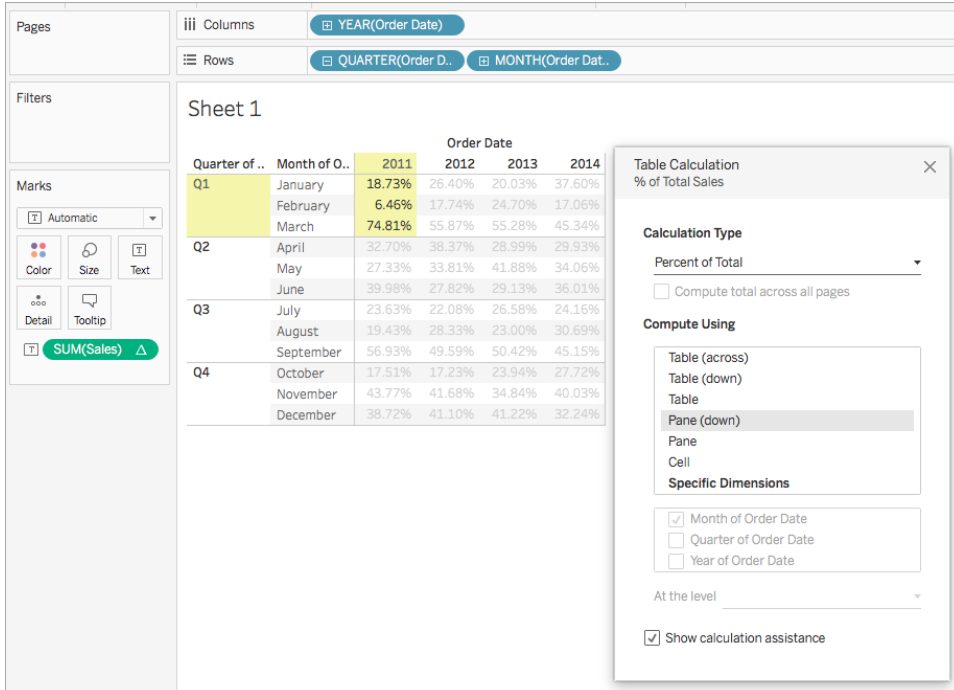 Pages
iii Columns
YEAR(Order Date)
Rows
QUARTER(Order D..
MONTH(Order Dat..
Filters
Marks
Automatic
Color Size Text
Detail Tooltip
SUM(Sales) Δ
Sheet 1
Order Date
Quarter of .. Month of O.. 2011 2012 2013 2014
Q1 January 18.73% 26.40% 20.03% 37.60%
February 6.46% 17.74% 24.70% 17.06%
March 74.81% 55.87% 55.28% 45.34%
Q2 April 32.70% 38.37% 28.99% 29.93%
May 27.33% 33.81% 41.88% 34.06%
June 39.98% 27.82% 29.13% 36.01%
Q3 July 23.63% 22.08% 26.58% 24.16%
August 19.43% 28.33% 23.00% 30.69%
September 56.93% 49.59% 50.42% 45.15%
Q4 October 17.51% 17.23% 23.94% 27.72%
November 43.77% 41.68% 34.84% 40.03%
December 38.72% 41.10% 41.22% 32.24%
Table Calculation
% of Total Sales
Calculation Type
Percent of Total
Compute total across all pages
Compute Using
Table (across)
Table (down)
Table
Pane (down)
Pane
Cell
Specific Dimensions
Month of Order Date
Quarter of Order Date
Year of Order Date
At the level
Show calculation assistance